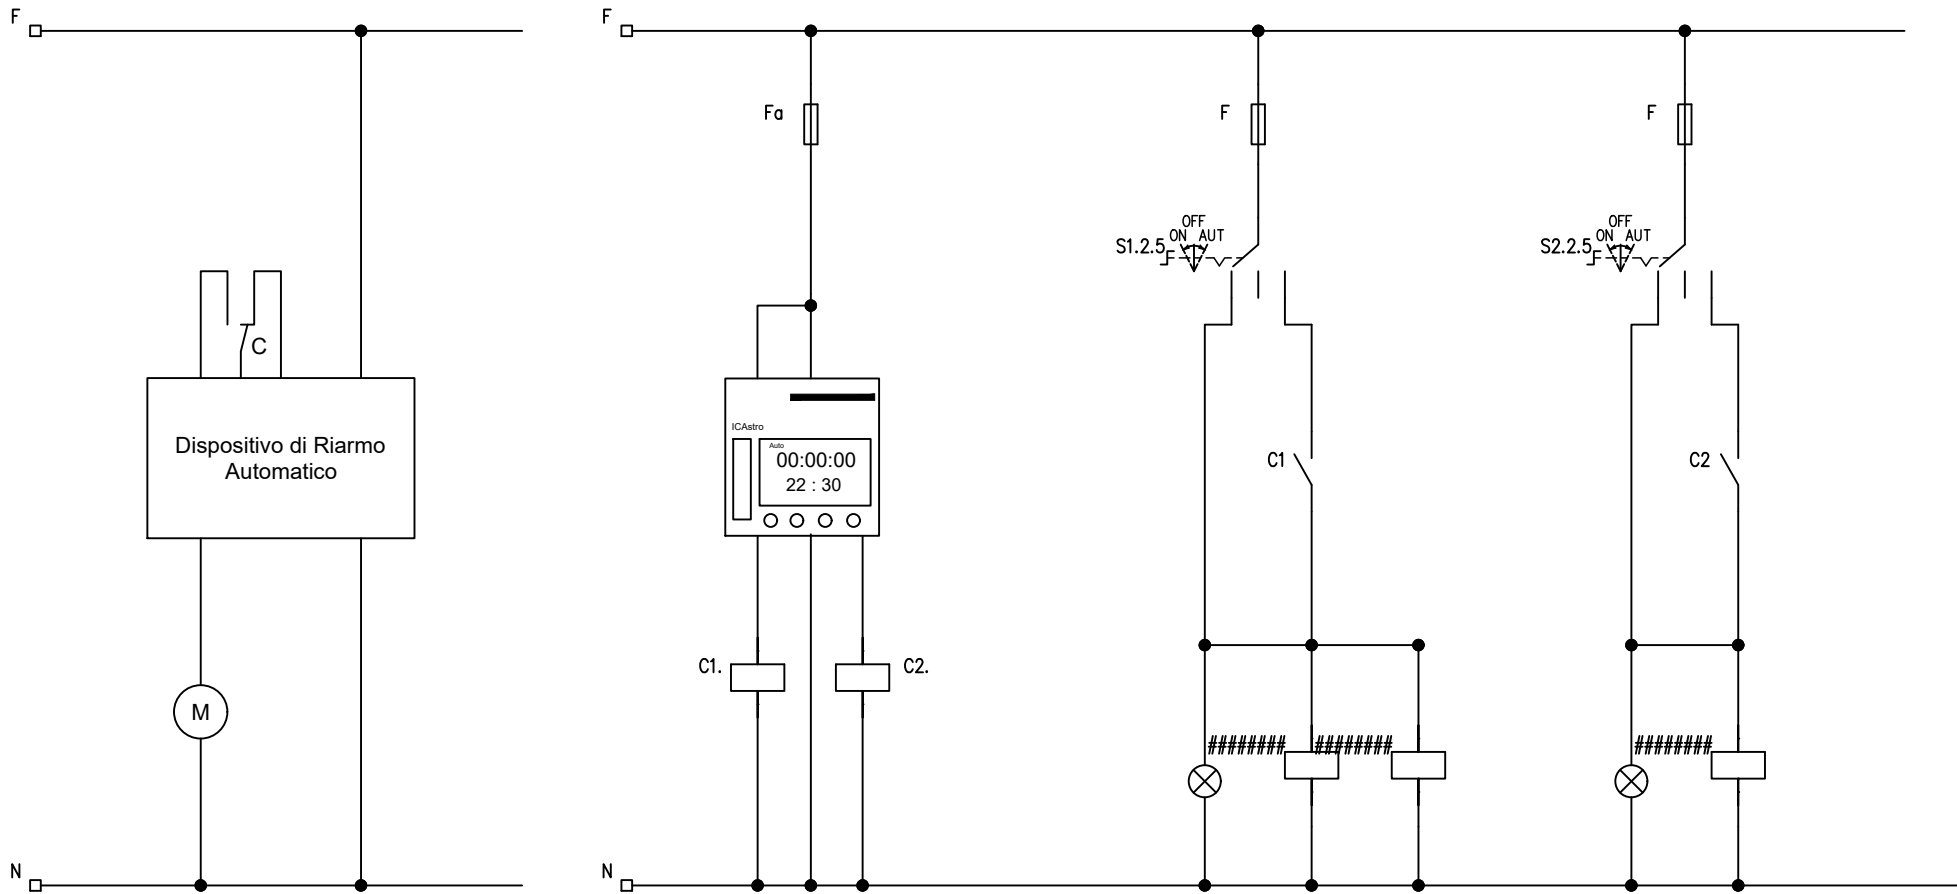 F
F
Fa
F
F
OFF
ON AUT
S1.2.5
OFF
ON AUT
S2.2.5
C
Dispositivo di Riarmo
Automatico
ICAstro
Auto
00:00:00
22 : 30
C1
C2
C1.
C2.
M
########
########
########
N
N